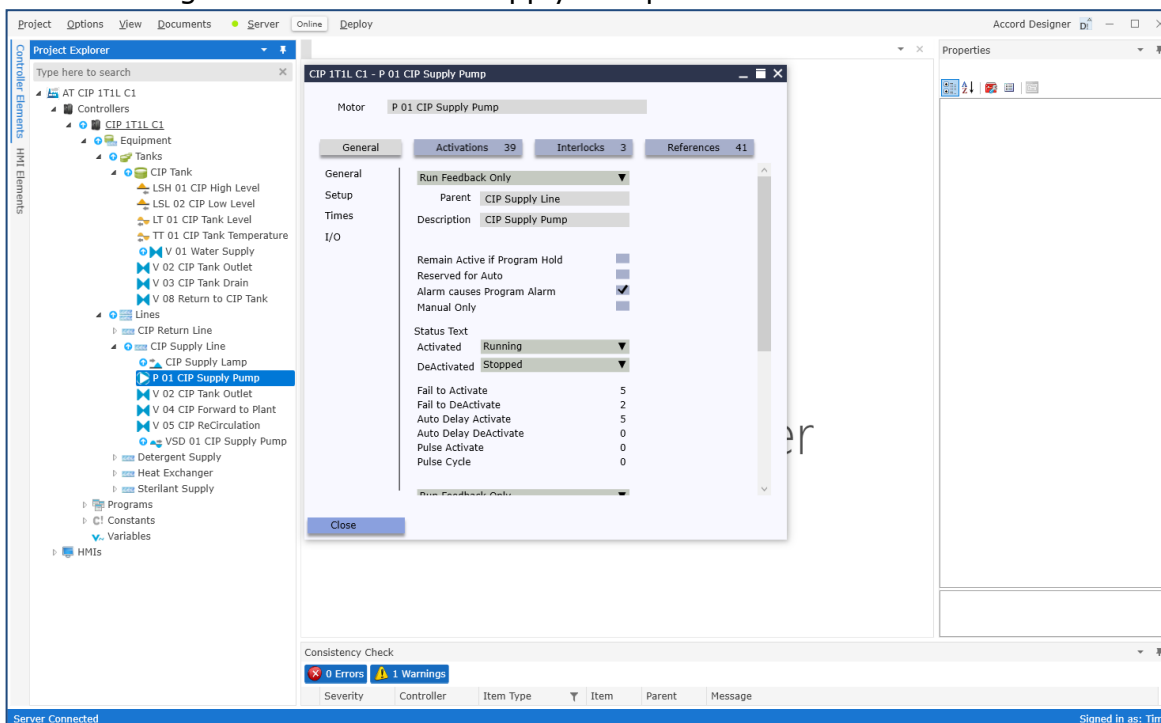 Project Options View Documents Server Online Deploy Accord Designer
Controller Elements
HMI Elements
Project Explorer
Type here to search
AT CIP 1T1L C1
Controllers
CIP 1T1L C1
Equipment
Tanks
CIP Tank
LSH 01 CIP High Level
LSL 02 CIP Low Level
LT 01 CIP Tank Level
TT 01 CIP Tank Temperature
V 01 Water Supply
V 02 CIP Tank Outlet
V 03 CIP Tank Drain
V 08 Return to CIP Tank
Lines
CIP Return Line
CIP Supply Line
CIP Supply Lamp
P 01 CIP Supply Pump
V 02 CIP Tank Outlet
V 04 CIP Forward to Plant
V 05 CIP ReCirculation
VSD 01 CIP Supply Pump
Detergent Supply
Heat Exchanger
Sterilant Supply
Programs
Constants
Variables
HMIs
CIP 1T1L C1 - P 01 CIP Supply Pump
Motor P 01 CIP Supply Pump
General Activations 39 Interlocks 3 References 41
General
Setup
Times
I/O
Run Feedback Only
Parent CIP Supply Line
Description CIP Supply Pump
Remain Active if Program Hold
Reserved for Auto
Alarm causes Program Alarm
Manual Only
Status Text
Activated Running
DeActivated Stopped
Fail to Activate 5
Fail to DeActivate 2
Auto Delay Activate 5
Auto Delay DeActivate 0
Pulse Activate 0
Pulse Cycle 0
Run Feedback Only
Close
Properties
Consistency Check
0 Errors 1 Warnings
Severity Controller Item Type Item Parent Message
Server Connected Signed in as: Tim